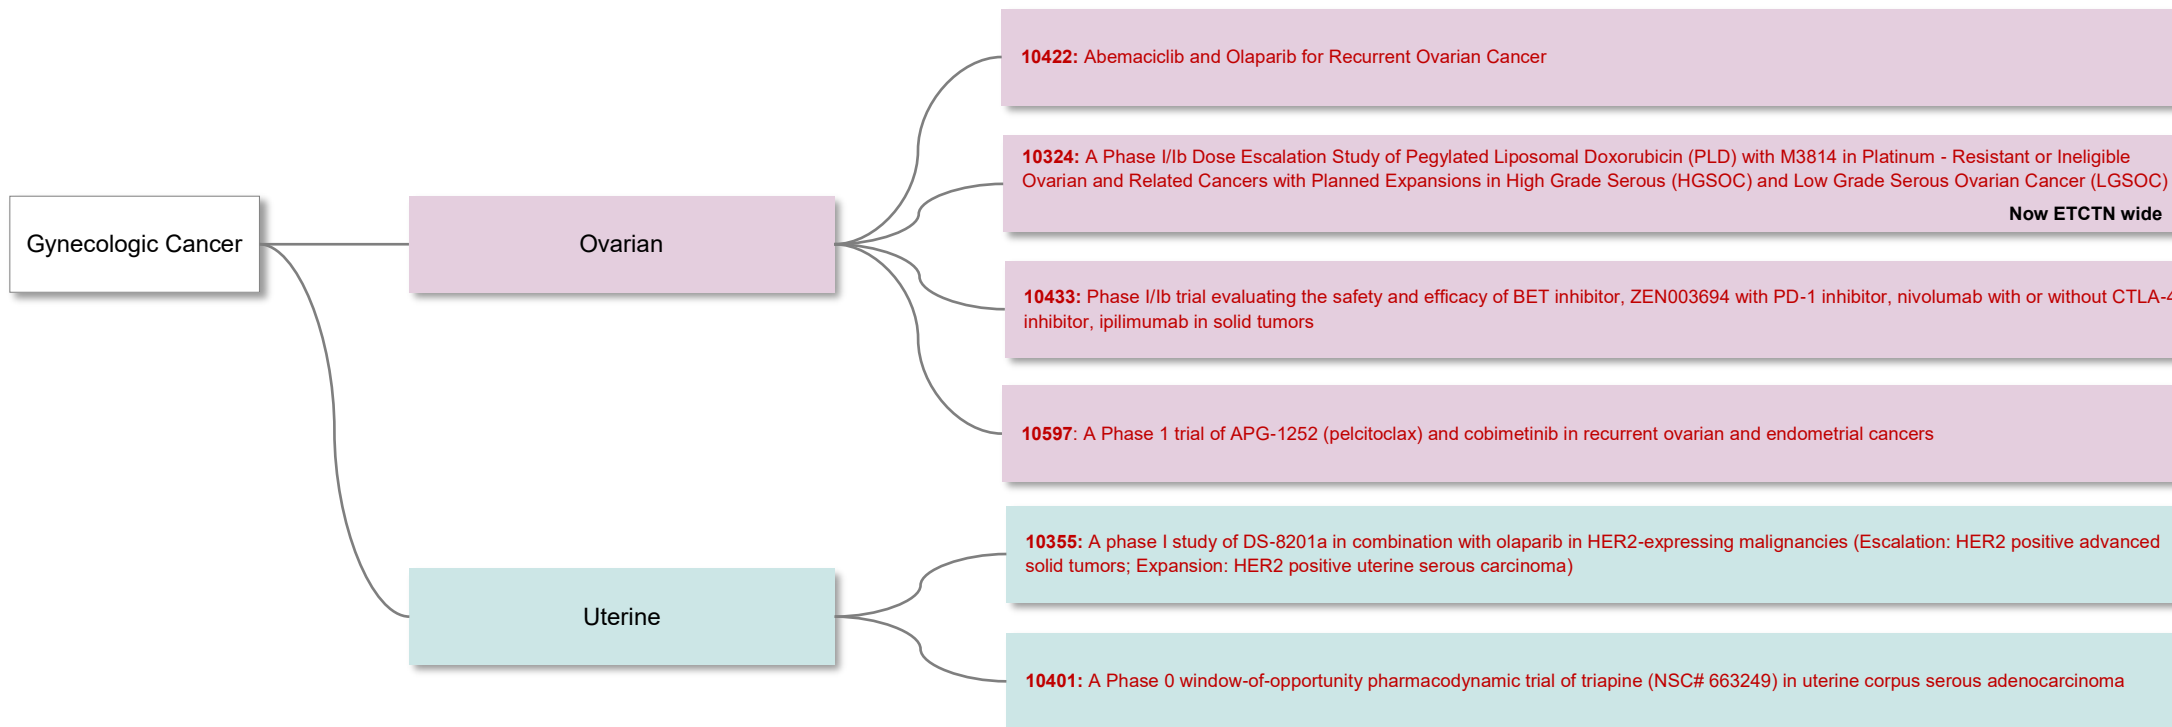 Gynecologic Cancer
Ovarian
10422: Abemaciclib and Olaparib for Recurrent Ovarian Cancer
10324: A Phase I/Ib Dose Escalation Study of Pegylated Liposomal Doxorubicin (PLD) with M3814 in Platinum - Resistant or Ineligible
Ovarian and Related Cancers with Planned Expansions in High Grade Serous (HGSOC) and Low Grade Serous Ovarian Cancer (LGSOC)
Now ETCTN wide
10433: Phase I/Ib trial evaluating the safety and efficacy of BET inhibitor, ZEN003694 with PD-1 inhibitor, nivolumab with or without CTLA-4
inhibitor, ipilimumab in solid tumors
10597: A Phase 1 trial of APG-1252 (pelcitoclax) and cobimetinib in recurrent ovarian and endometrial cancers
Uterine
10355: A phase I study of DS-8201a in combination with olaparib in HER2-expressing malignancies (Escalation: HER2 positive advanced
solid tumors; Expansion: HER2 positive uterine serous carcinoma)
10401: A Phase 0 window-of-opportunity pharmacodynamic trial of triapine (NSC# 663249) in uterine corpus serous adenocarcinoma